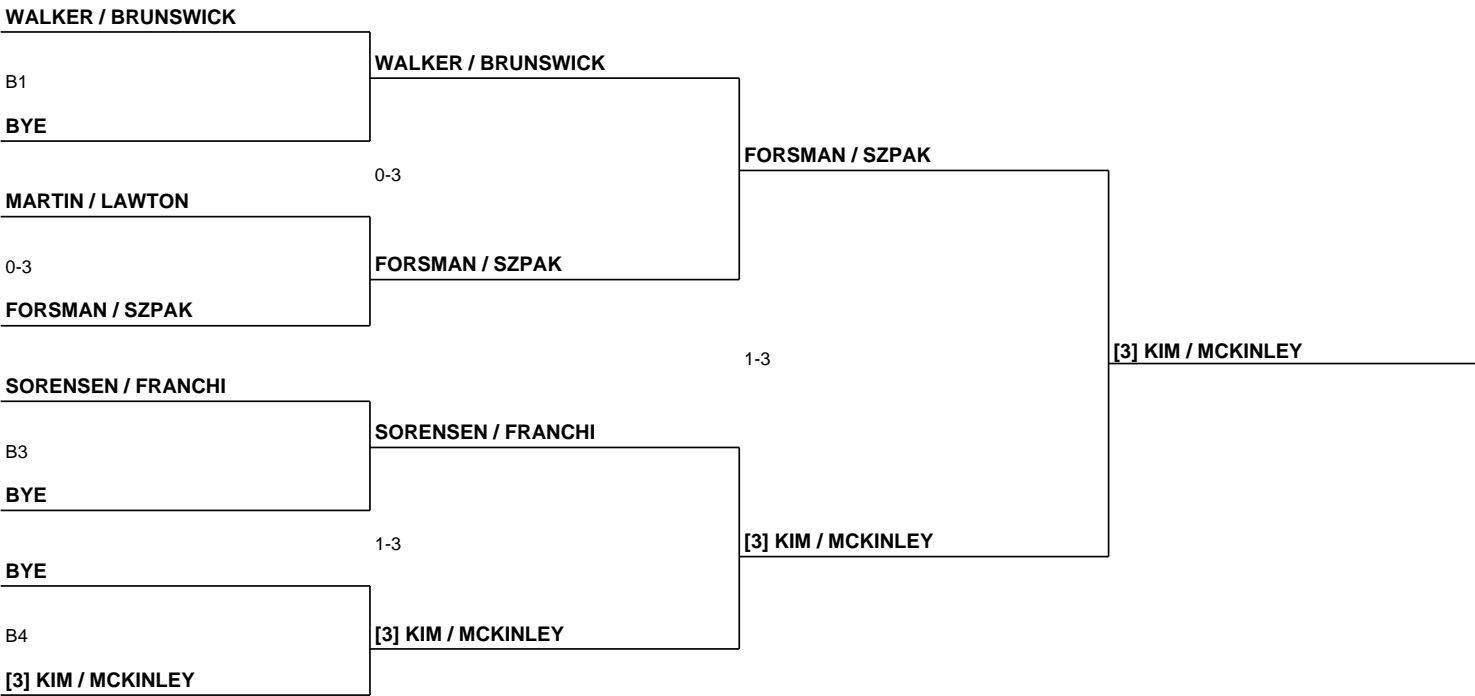 WALKER / BRUNSWICK
B1
BYE
WALKER / BRUNSWICK
0-3
MARTIN / LAWTON
0-3
FORSMAN / SZPAK
FORSMAN / SZPAK
FORSMAN / SZPAK
1-3
SORENSEN / FRANCHI
B3
BYE
SORENSEN / FRANCHI
1-3
BYE
B4
[3] KIM / MCKINLEY
[3] KIM / MCKINLEY
[3] KIM / MCKINLEY
[3] KIM / MCKINLEY